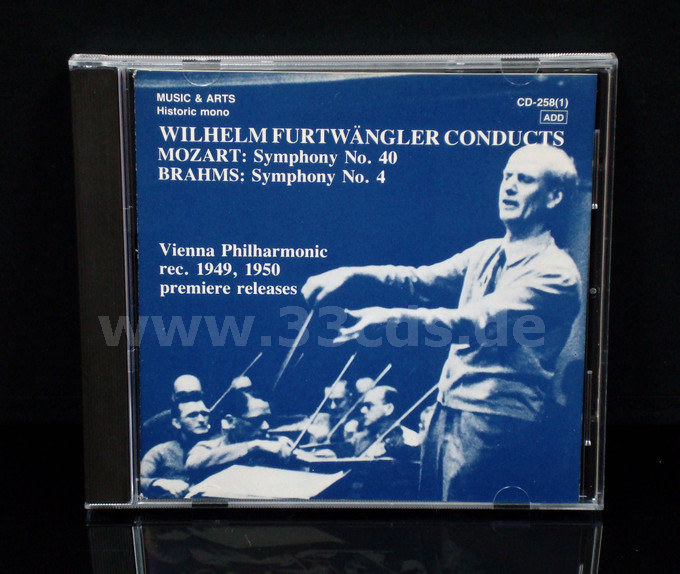 MUSIC & ARTS
Historic mono
CD-258(1)
ADD
WILHELM FURTWÄNGLER CONDUCTS
MOZART: Symphony No. 40
BRAHMS: Symphony No. 4
Vienna Philharmonic
rec. 1949, 1950
premiere releases
www.33cds.de